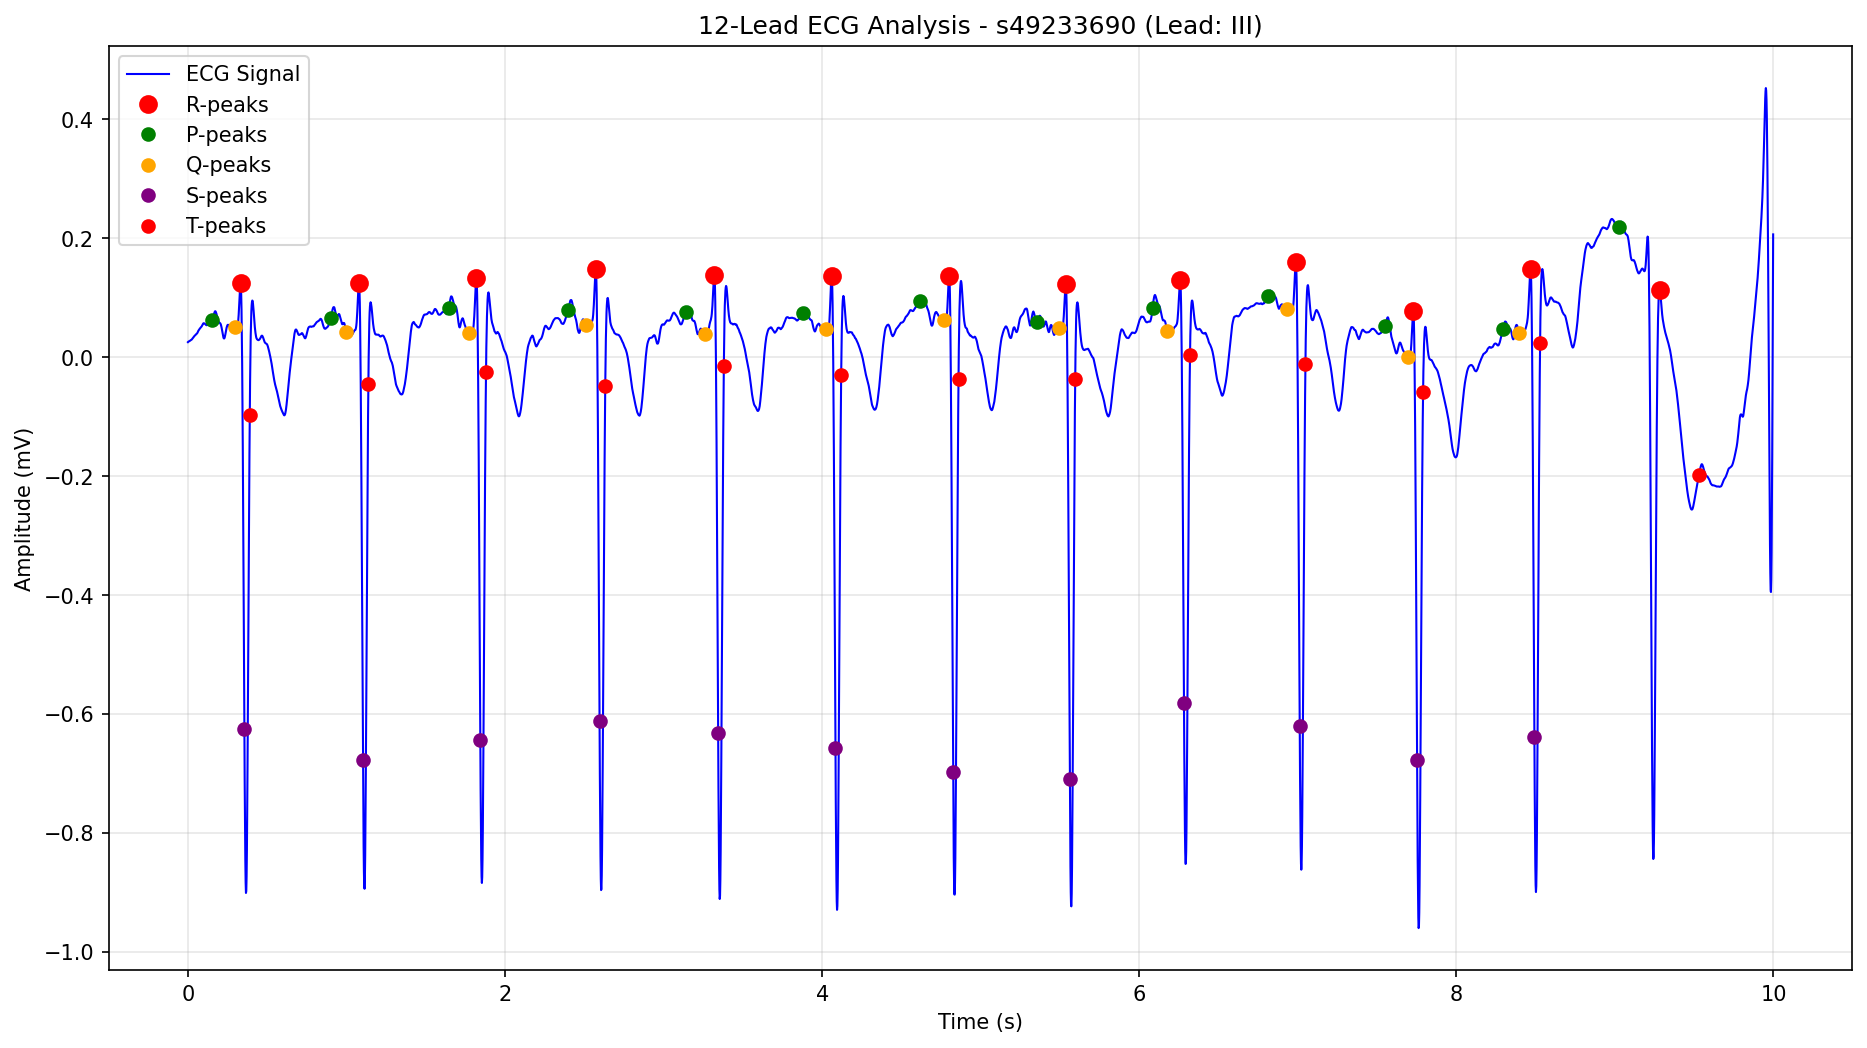 12-Lead ECG Analysis - s49233690 (Lead: III)
ECG Signal
R-peaks
P-peaks
Q-peaks
S-peaks
T-peaks
Amplitude (mV)
0.4
0.2
0.0
−0.2
−0.4
−0.6
−0.8
−1.0
0
2
4
6
8
10
Time (s)